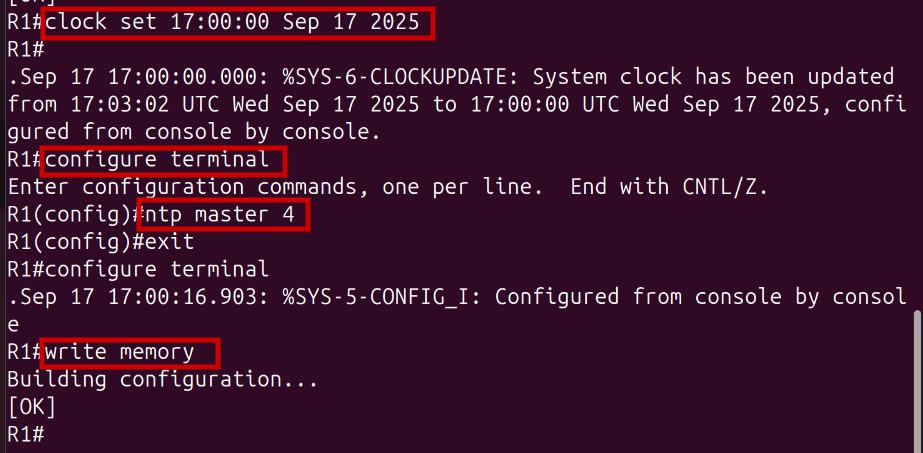 [OK]
R1#clock set 17:00:00 Sep 17 2025
R1#
.Sep 17 17:00:00.000: %SYS-6-CLOCKUPDATE: System clock has been updated
from 17:03:02 UTC Wed Sep 17 2025 to 17:00:00 UTC Wed Sep 17 2025, confi
gured from console by console.
R1#configure terminal
Enter configuration commands, one per line.  End with CNTL/Z.
R1(config)#ntp master 4
R1(config)#exit
R1#configure terminal
.Sep 17 17:00:16.903: %SYS-5-CONFIG_I: Configured from console by consol
e
R1#write memory
Building configuration...
[OK]
R1#